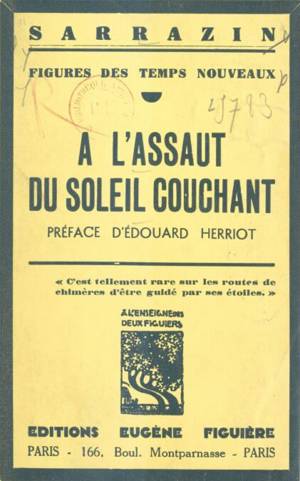 SARRAZIN
FIGURES DES TEMPS NOUVEAUX
A L'ASSAUT
DU SOLEIL COUCHANT
PRÉFACE D'ÉDOUARD HERRIOT
« C'est tellement rare sur les routes de
chimères d'être guidé par ses étoiles. »
A L'ENSEIGNE DES
DEUX FIGUIERS
EDITIONS EUGÈNE FIGUIÈRE
PARIS - 166, Boul. Montparnasse - PARIS